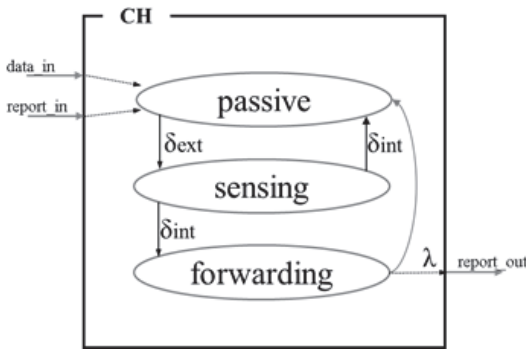 CH
data_in
report_in
passive
δext
δint
sensing
δint
forwarding
λ
report_out